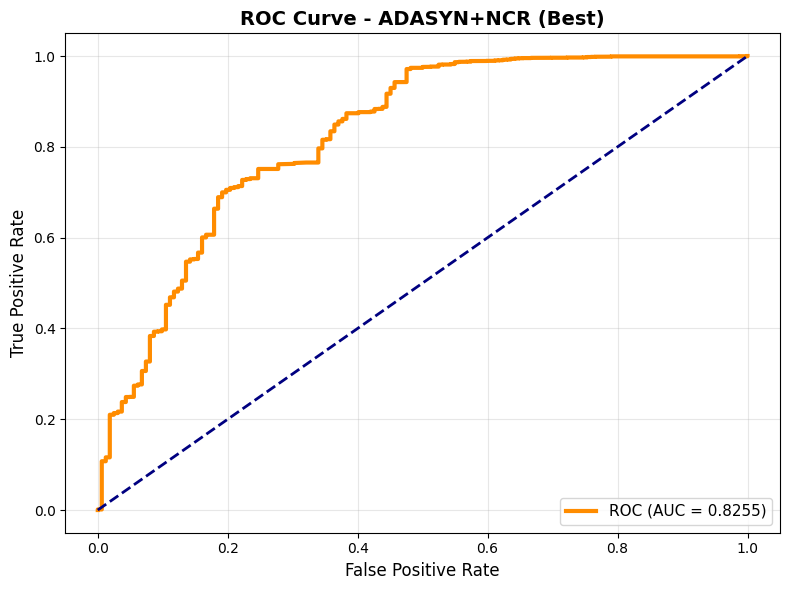 ROC Curve - ADASYN+NCR (Best)
True Positive Rate
1.0
0.8
0.6
0.4
0.2
0.0
ROC (AUC = 0.8255)
0.0 0.2 0.4 0.6 0.8 1.0
False Positive Rate